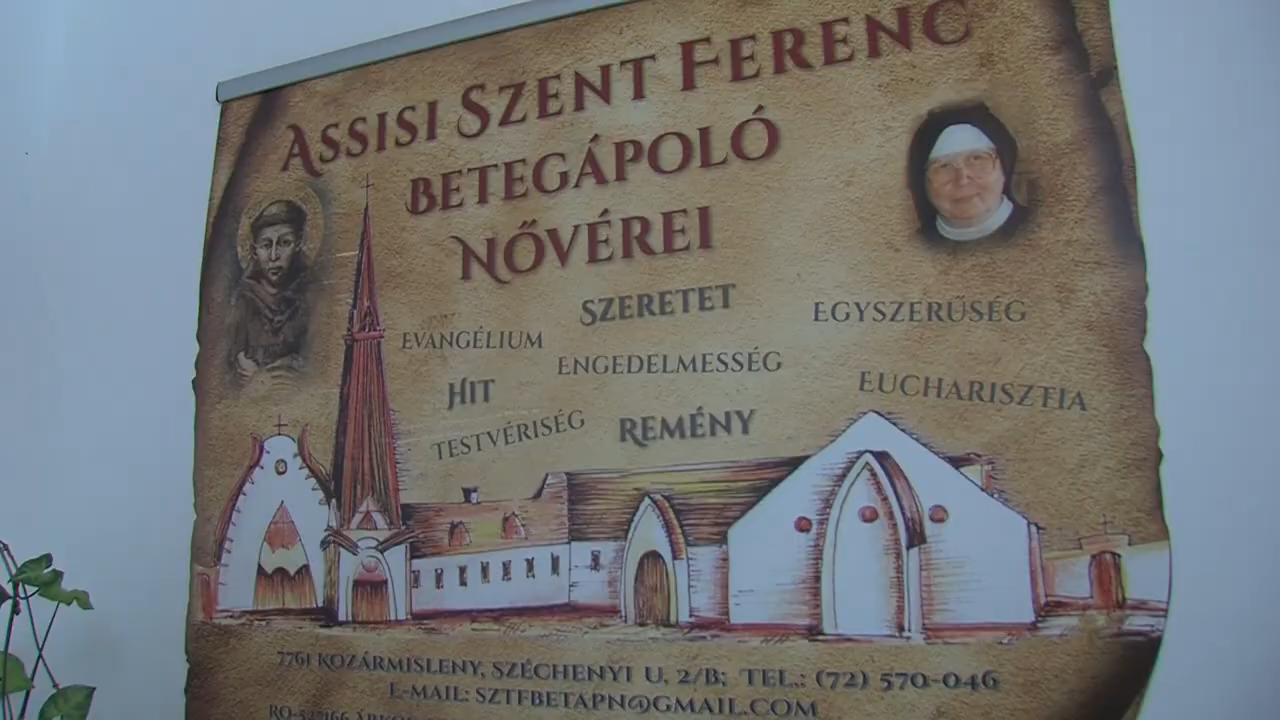 Assisi Szent Ferenc
Betegápoló
Nővérei
Szeretet
Egyszerűség
Evangélium
Engedelmesség
Hit
Eucharisztia
Testvériség
Remény
7761 Kozármisleny, Széchenyi u. 2/B; Tel.: (72) 570-046
E-mail: sztfbetapn@gmail.com